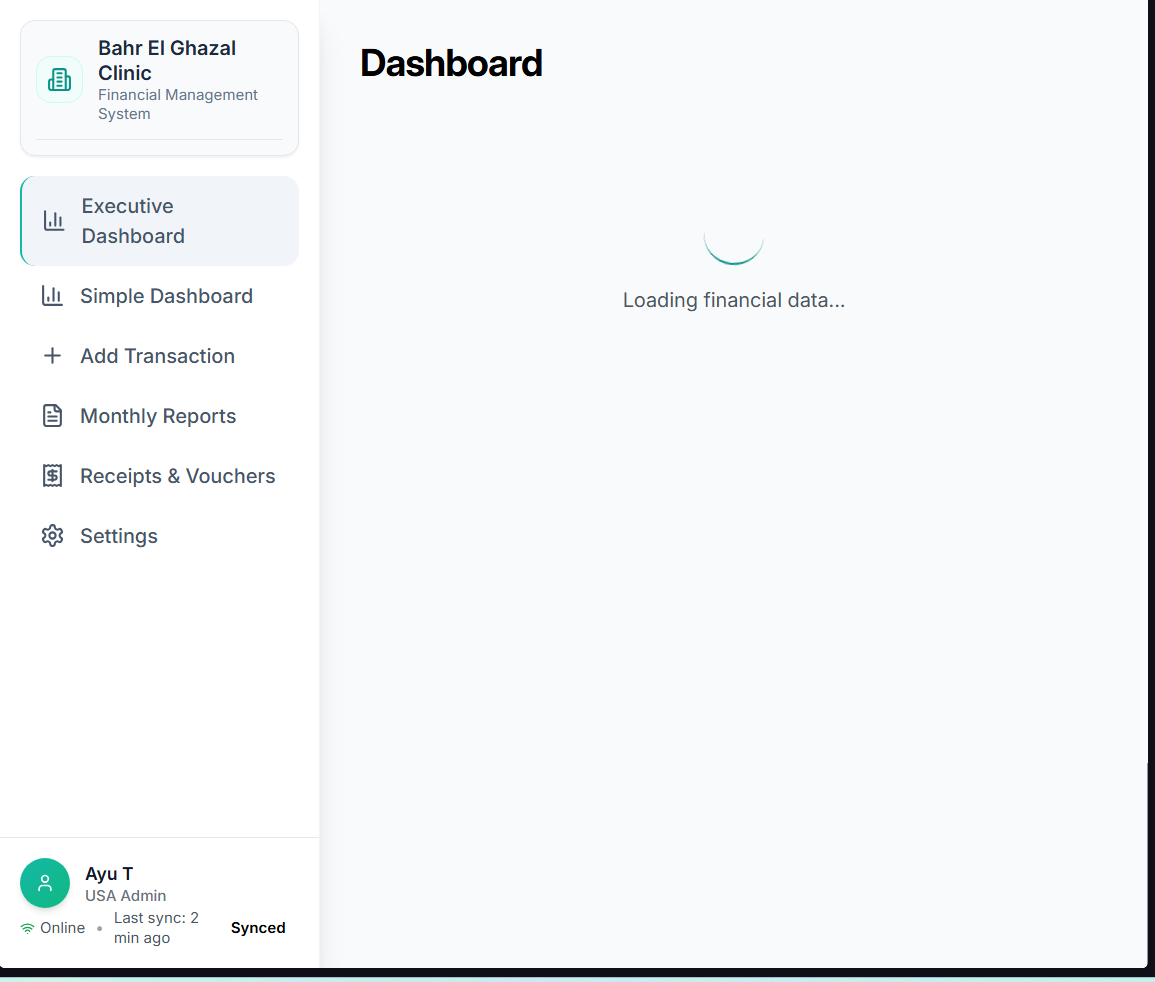 Bahr El Ghazal
Clinic
Financial Management
System
Executive
Dashboard
Simple Dashboard
Add Transaction
Monthly Reports
Receipts & Vouchers
Settings
Ayu T
USA Admin
Online • Last sync: 2
min ago
Synced
Dashboard
Loading financial data...